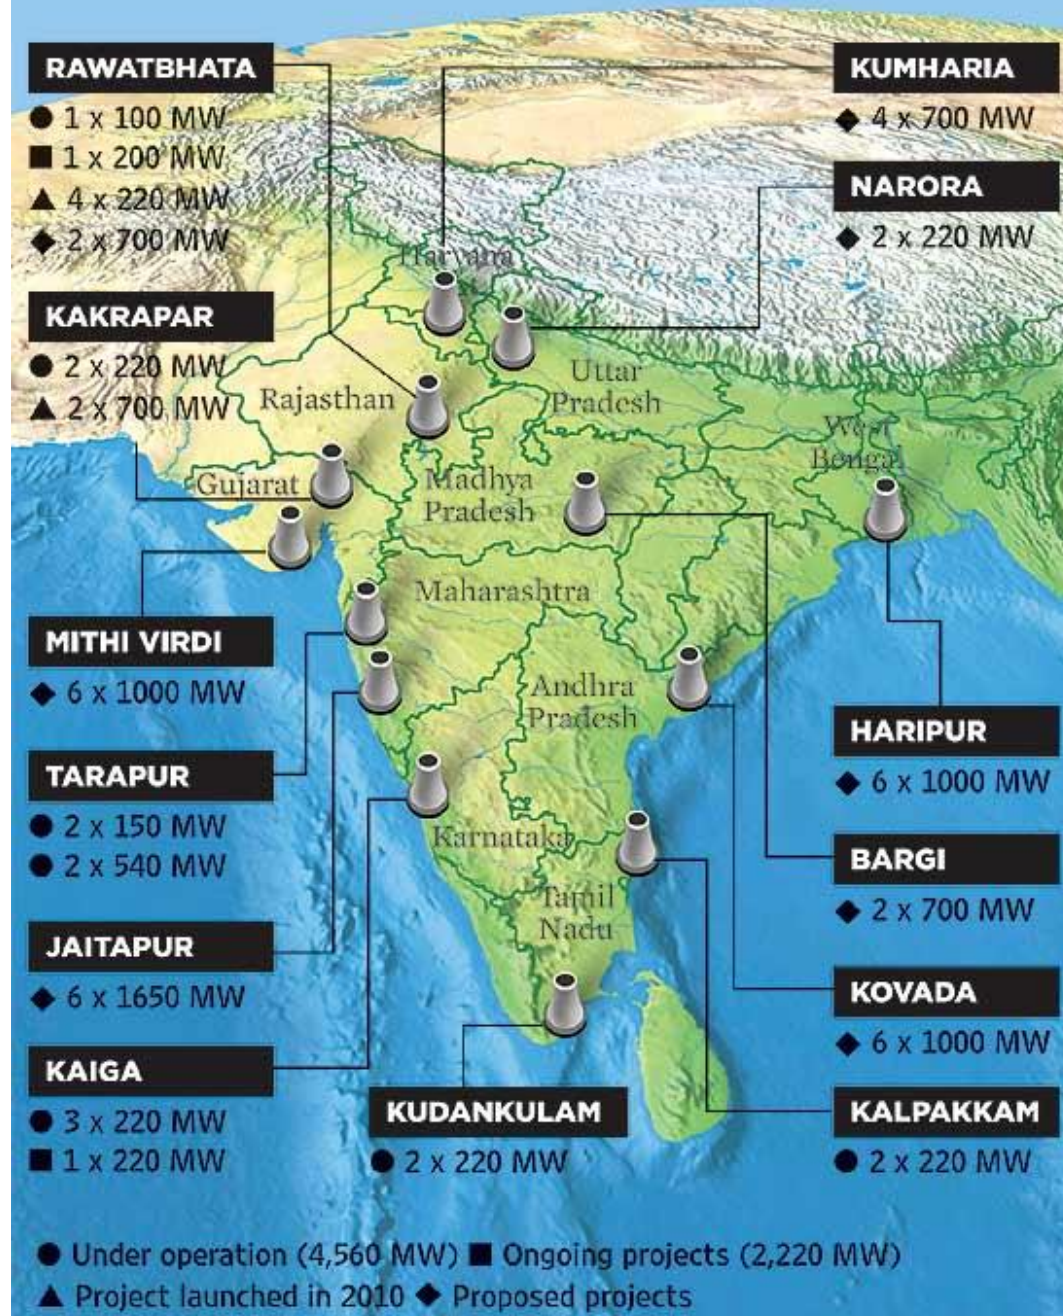 RAWATBHATA
● 1 x 100 MW
■ 1 x 200 MW
▲ 4 x 220 MW
◆ 2 x 700 MW
KAKRAPAR
● 2 x 220 MW
▲ 2 x 700 MW
MITHI VIRDI
◆ 6 x 1000 MW
TARAPUR
● 2 x 150 MW
● 2 x 540 MW
JAITAPUR
◆ 6 x 1650 MW
KAIGA
● 3 x 220 MW
■ 1 x 220 MW
KUDANKULAM
● 2 x 220 MW
KUMHARIA
◆ 4 x 700 MW
NARORA
◆ 2 x 220 MW
HARIPUR
◆ 6 x 1000 MW
BARGI
◆ 2 x 700 MW
KOVADA
◆ 6 x 1000 MW
KALPAKKAM
● 2 x 220 MW
Haryana
Rajasthan
Uttar
Pradesh
West
Bengal
Gujarat
Madhya
Pradesh
Maharashtra
Andhra
Pradesh
Karnataka
Tamil
Nadu
● Under operation (4,560 MW) ■ Ongoing projects (2,220 MW)
▲ Project launched in 2010 ◆ Proposed projects